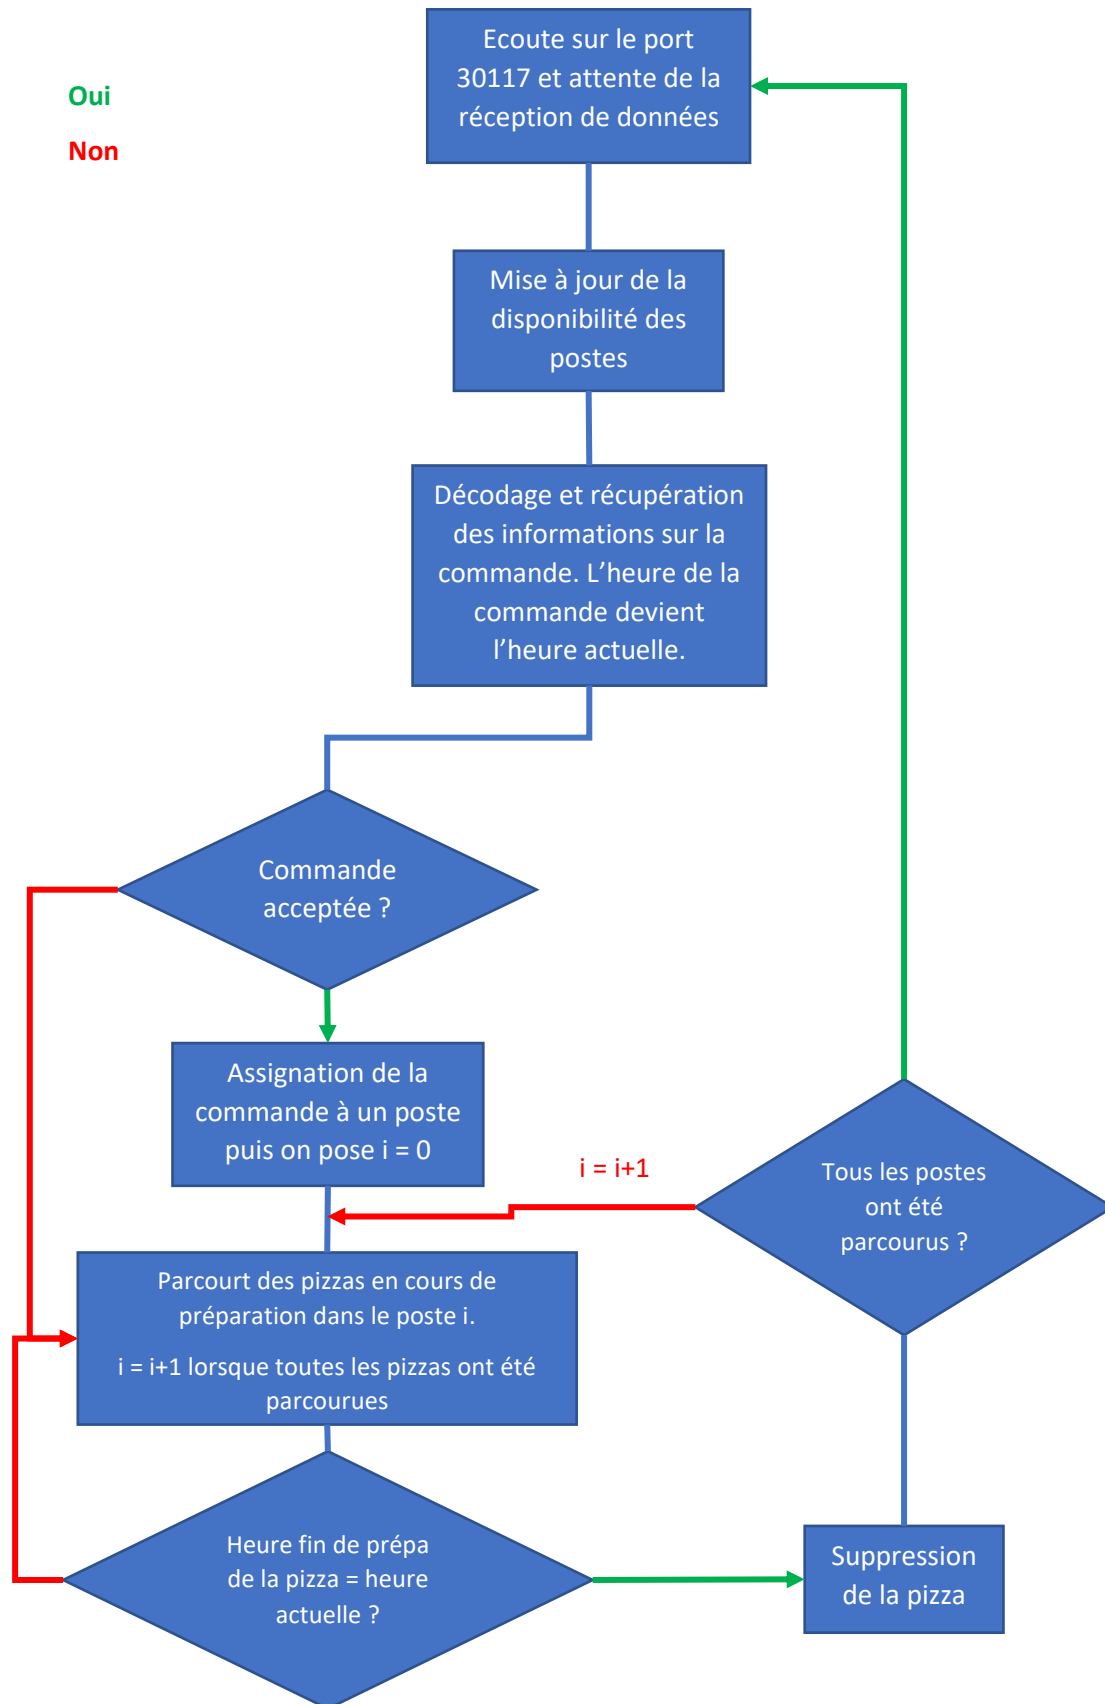 Ecoute sur le port
30117 et attente de la
réception de données
Oui
Non
Mise à jour de la
disponibilité des
postes
Décodage et récupération
des informations sur la
commande. L’heure de la
commande devient
l’heure actuelle.
Commande
acceptée ?
Assignation de la
commande à un poste
puis on pose i = 0
i = i+1
Tous les postes
ont été
parcourus ?
Parcourt des pizzas en cours de
préparation dans le poste i.
i = i+1 lorsque toutes les pizzas ont été
parcourues
Heure fin de prépa
de la pizza = heure
actuelle ?
Suppression
de la pizza